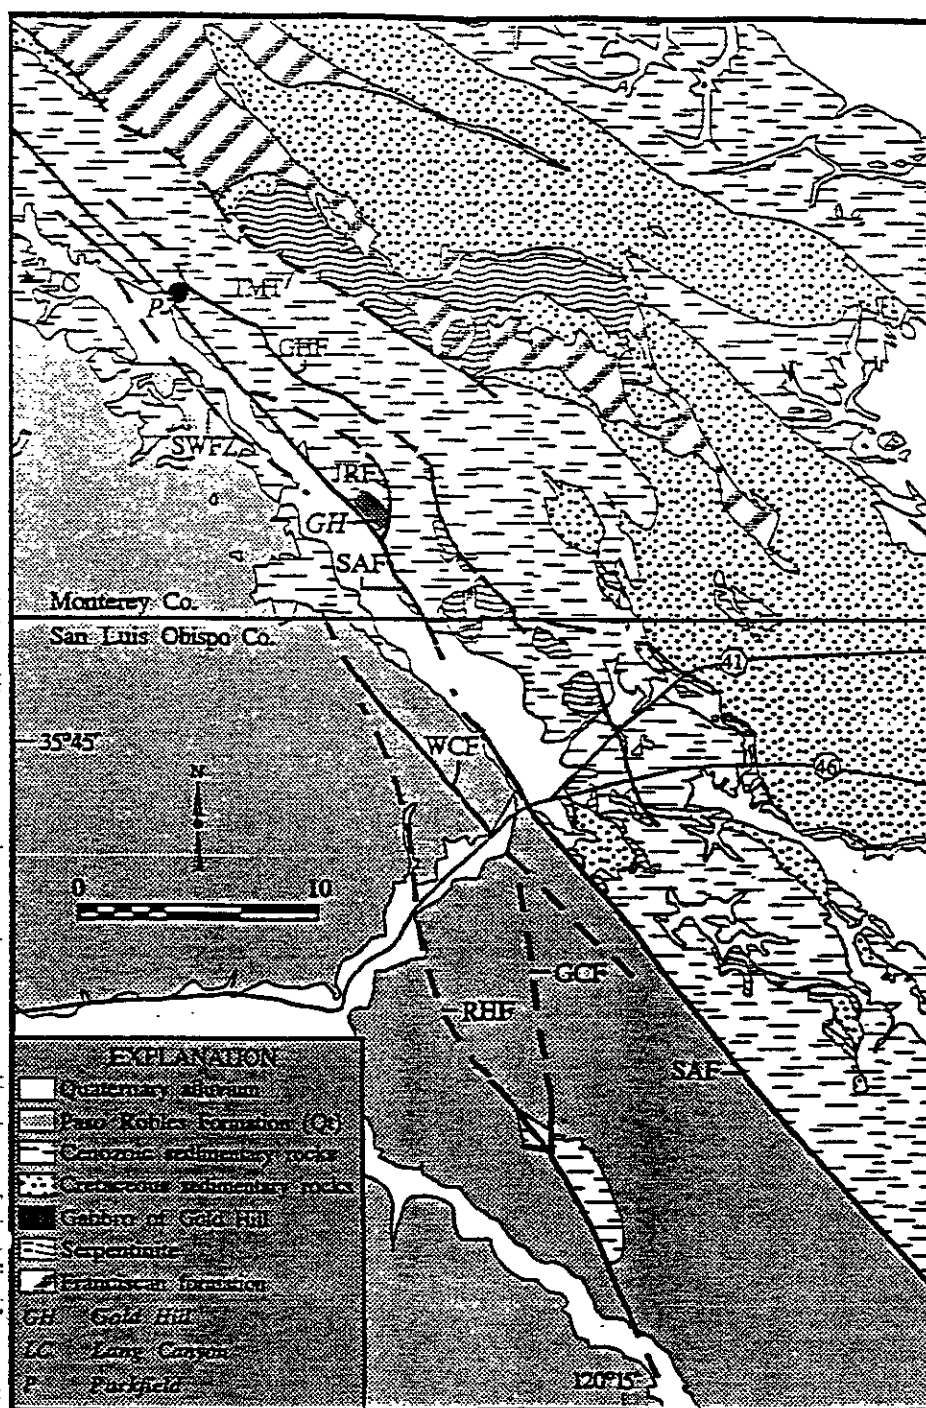 P
GHF
SWFZ
JRF
GH
SAF
Monterey Co.
San Luis Obispo Co.
41
35°45'
WCF
46
N
0 10
GCF
RHF
SAF
EXPLANATION
Quaternary alluvium
Paso Robles Formation (Qt)
Cenozoic sedimentary rocks
Cretaceous sedimentary rocks
Gabbro of Gold Hill
Serpentinite
Franciscan formation
GH Gold Hill
LC Lang Canyon
P Parkfield
120°15'